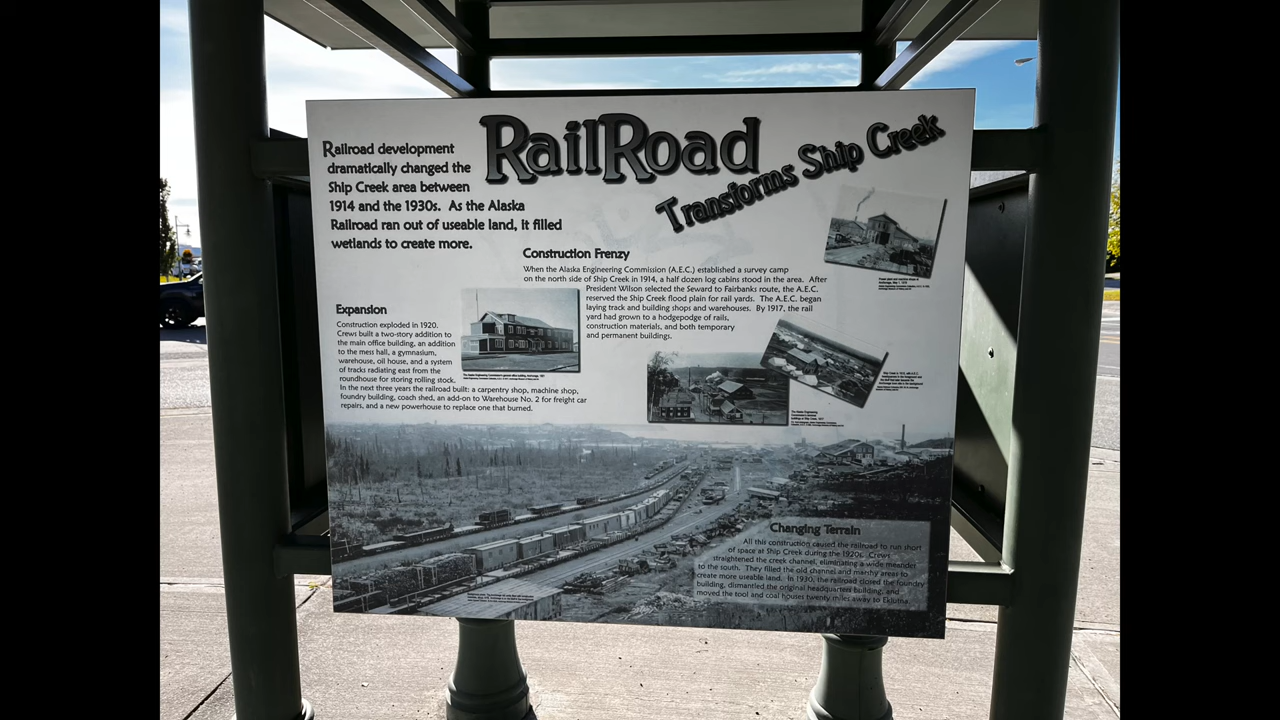 RailRoad
Transforms Ship Creek
Railroad development
dramatically changed the
Ship Creek area between
1914 and the 1930s. As the Alaska
Railroad ran out of useable land, it filled
wetlands to create more.
Construction Frenzy
When the Alaska Engineering Commission (A.E.C.) established a survey camp
on the north side of Ship Creek in 1914, a half dozen log cabins stood in the area. After
President Wilson selected the Seward to Fairbanks route, the A.E.C.
reserved the Ship Creek flood plain for rail yards. The A.E.C. began
laying track and building shops and warehouses. By 1917, the rail
yard had grown to a hodgepodge of rails,
construction materials, and both temporary
and permanent buildings.
Expansion
Construction exploded in 1920.
Crews built a two-story addition to
the main office building, an addition
to the mess hall, a gymnasium,
warehouse, oil house, and a system
of tracks radiating east from the
roundhouse for storing rolling stock.
In the next three years the railroad built: a carpentry shop, machine shop,
foundry building, coach shed, an add-on to Warehouse No. 2 for freight car
repairs, and a new powerhouse to replace one that burned.
Changing Terrain
All this construction caused the railroad to run short
of space at Ship Creek during the 1920s. Crews
straightened the creek channel, eliminating a wide meander
to the south. They filled the old channel and marshy areas to
create more useable land. In 1930, the railroad closed the foundry
building, dismantled the original headquarters building, and
moved the tool and coal houses twenty miles away to Eklutna.